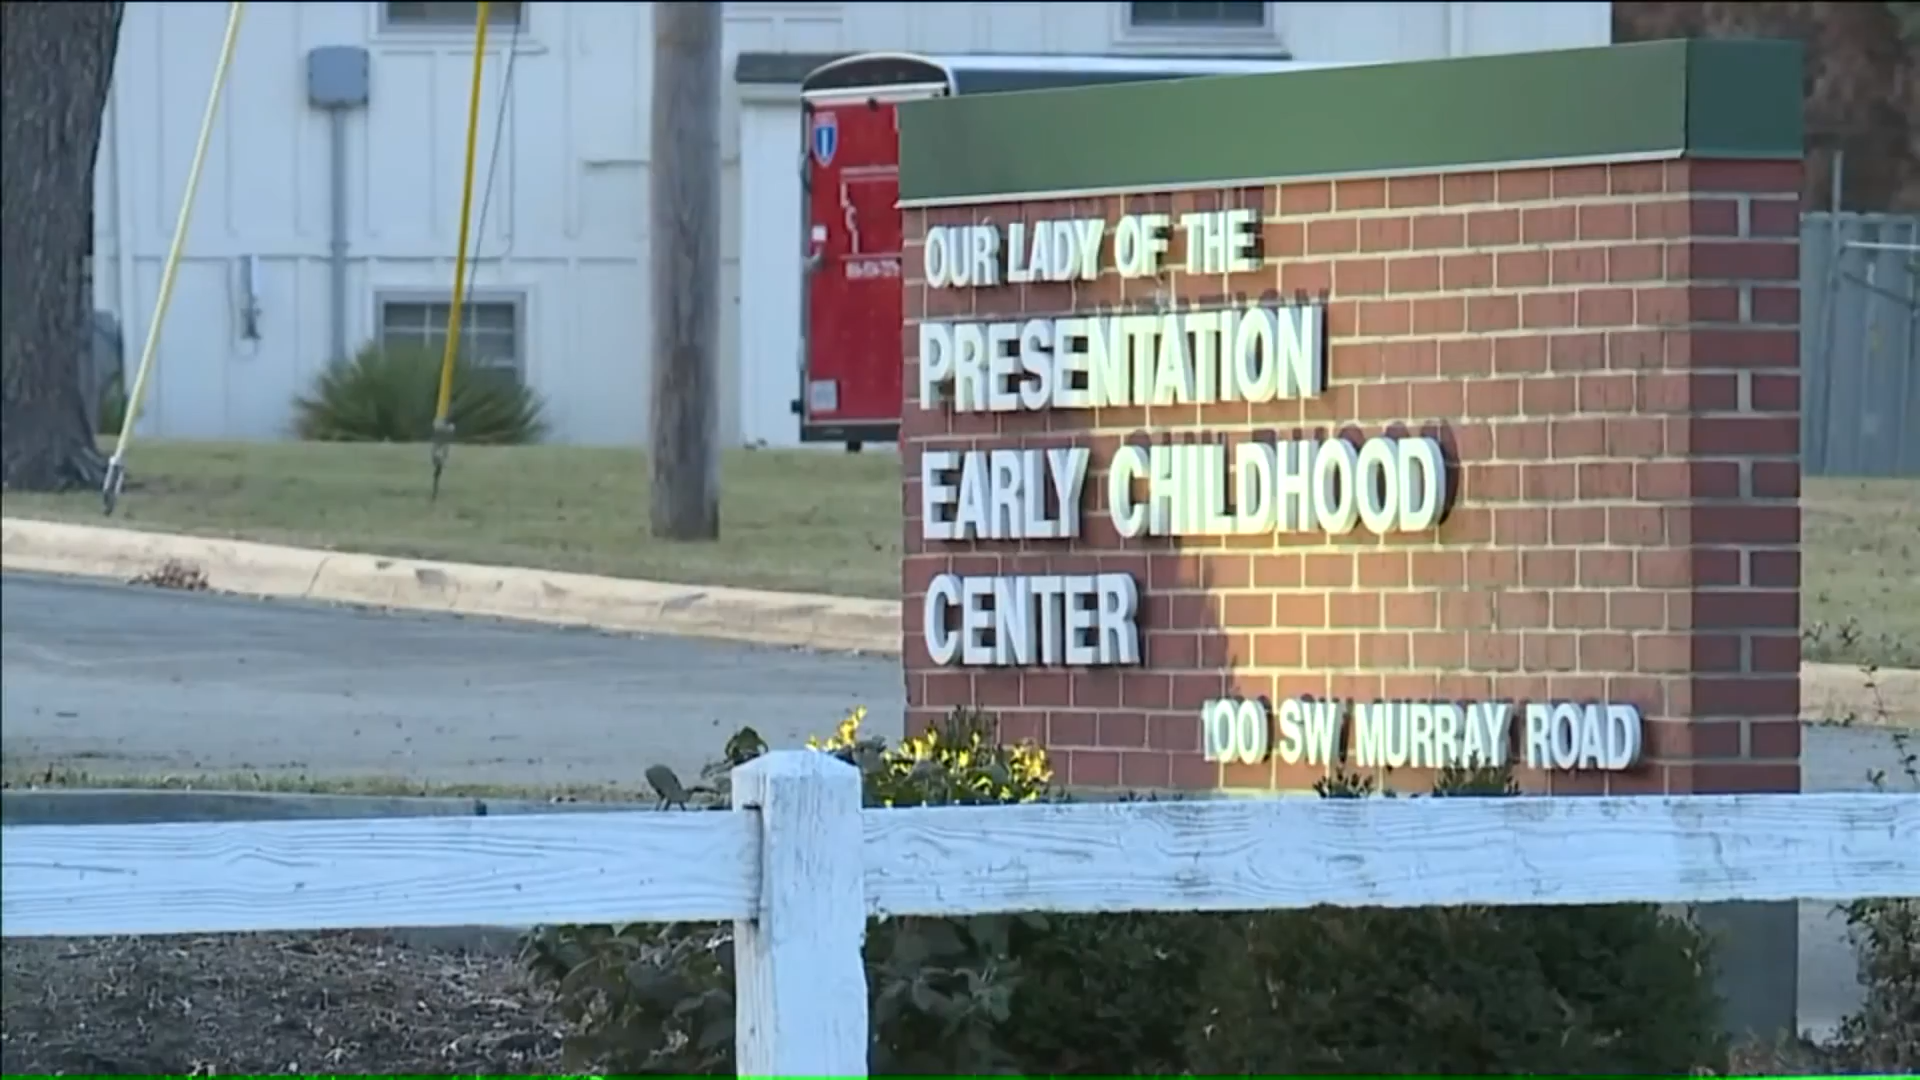 OUR LADY OF THE
PRESENTATION
EARLY CHILDHOOD
CENTER
100 SW MURRAY ROAD